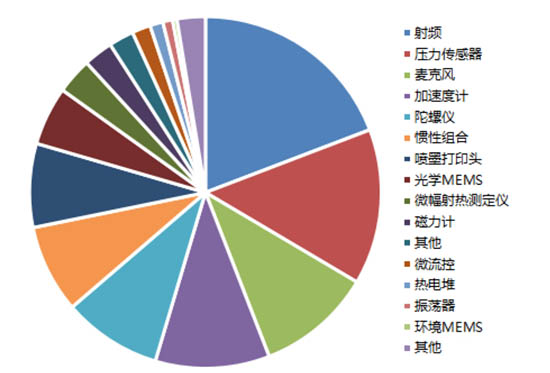 射频
压力传感器
麦克风
加速度计
陀螺仪
惯性组合
喷墨打印头
光学MEMS
微幅射热测定仪
磁力计
其他
微流控
热电堆
振荡器
环境MEMS
其他